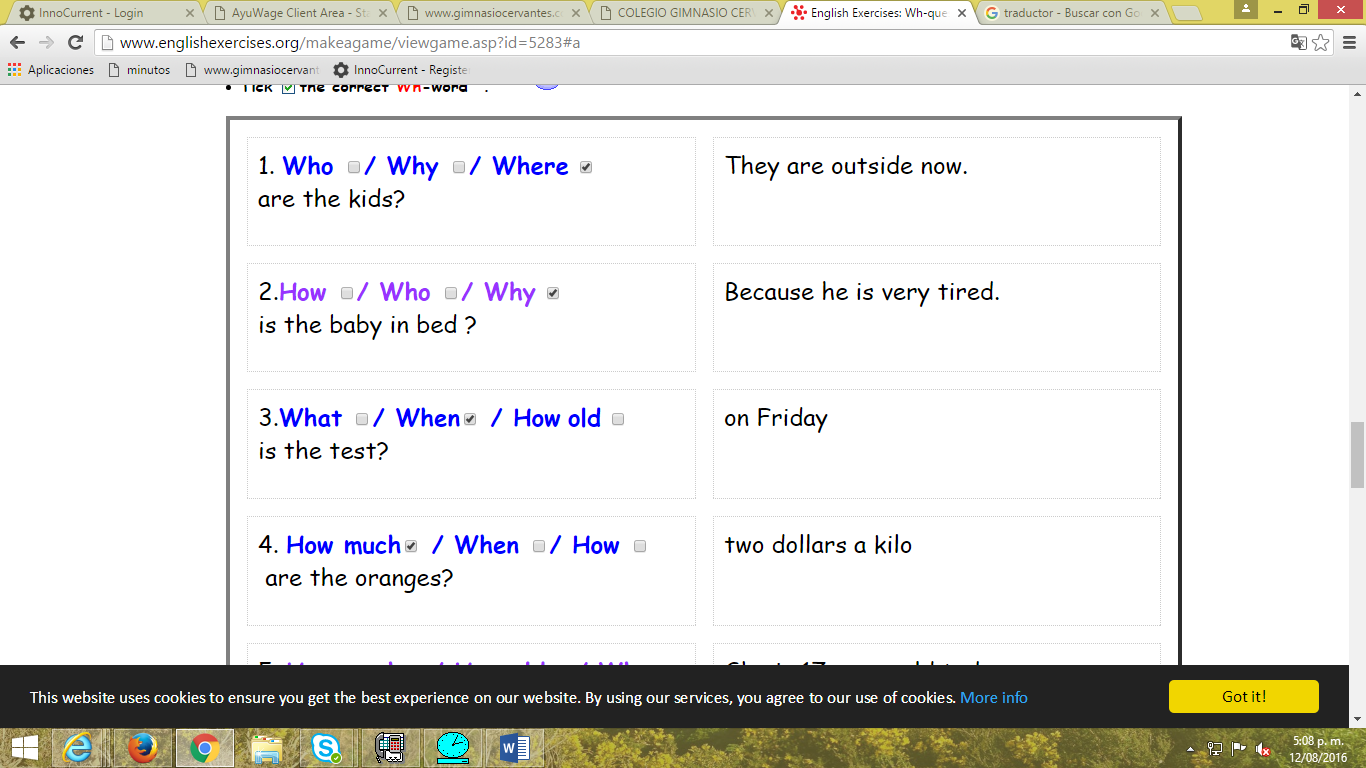 InnoCurrent - Login
AyuWage Client Area - Sta
www.gimnasiocervantes.c
COLEGIO GIMNASIO CER
English Exercises: Wh-que
traductor - Buscar con Go
www.englishexercises.org/makeagame/viewgame.asp?id=5283#a
Aplicaciones
minutos
www.gimnasiocervant
InnoCurrent - Registe
Tick the correct Wh-word .
1. Who / Why / Where
are the kids?
They are outside now.
2.How / Who / Why
is the baby in bed ?
Because he is very tired.
3.What / When / How old
is the test?
on Friday
4. How much / When / How
are the oranges?
two dollars a kilo
This website uses cookies to ensure you get the best experience on our website. By using our services, you agree to our use of cookies. More info
Got it!
5:08 p. m.
12/08/2016